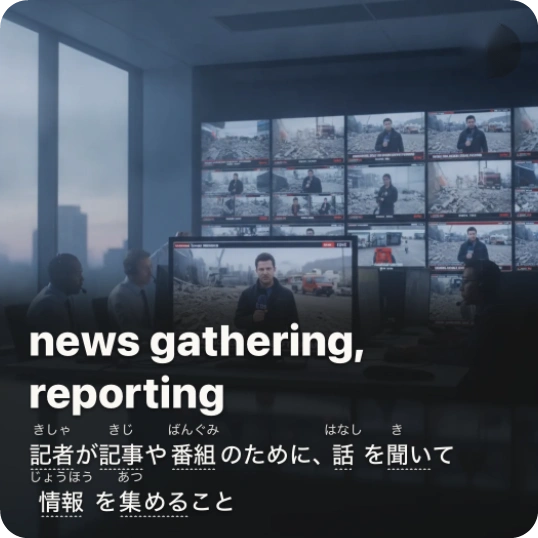 news gathering,
reporting
きしゃ きじ ばんぐみ はなし き
記者が記事や番組のために、話を聞いて
じょうほう あつ
情報を集めること